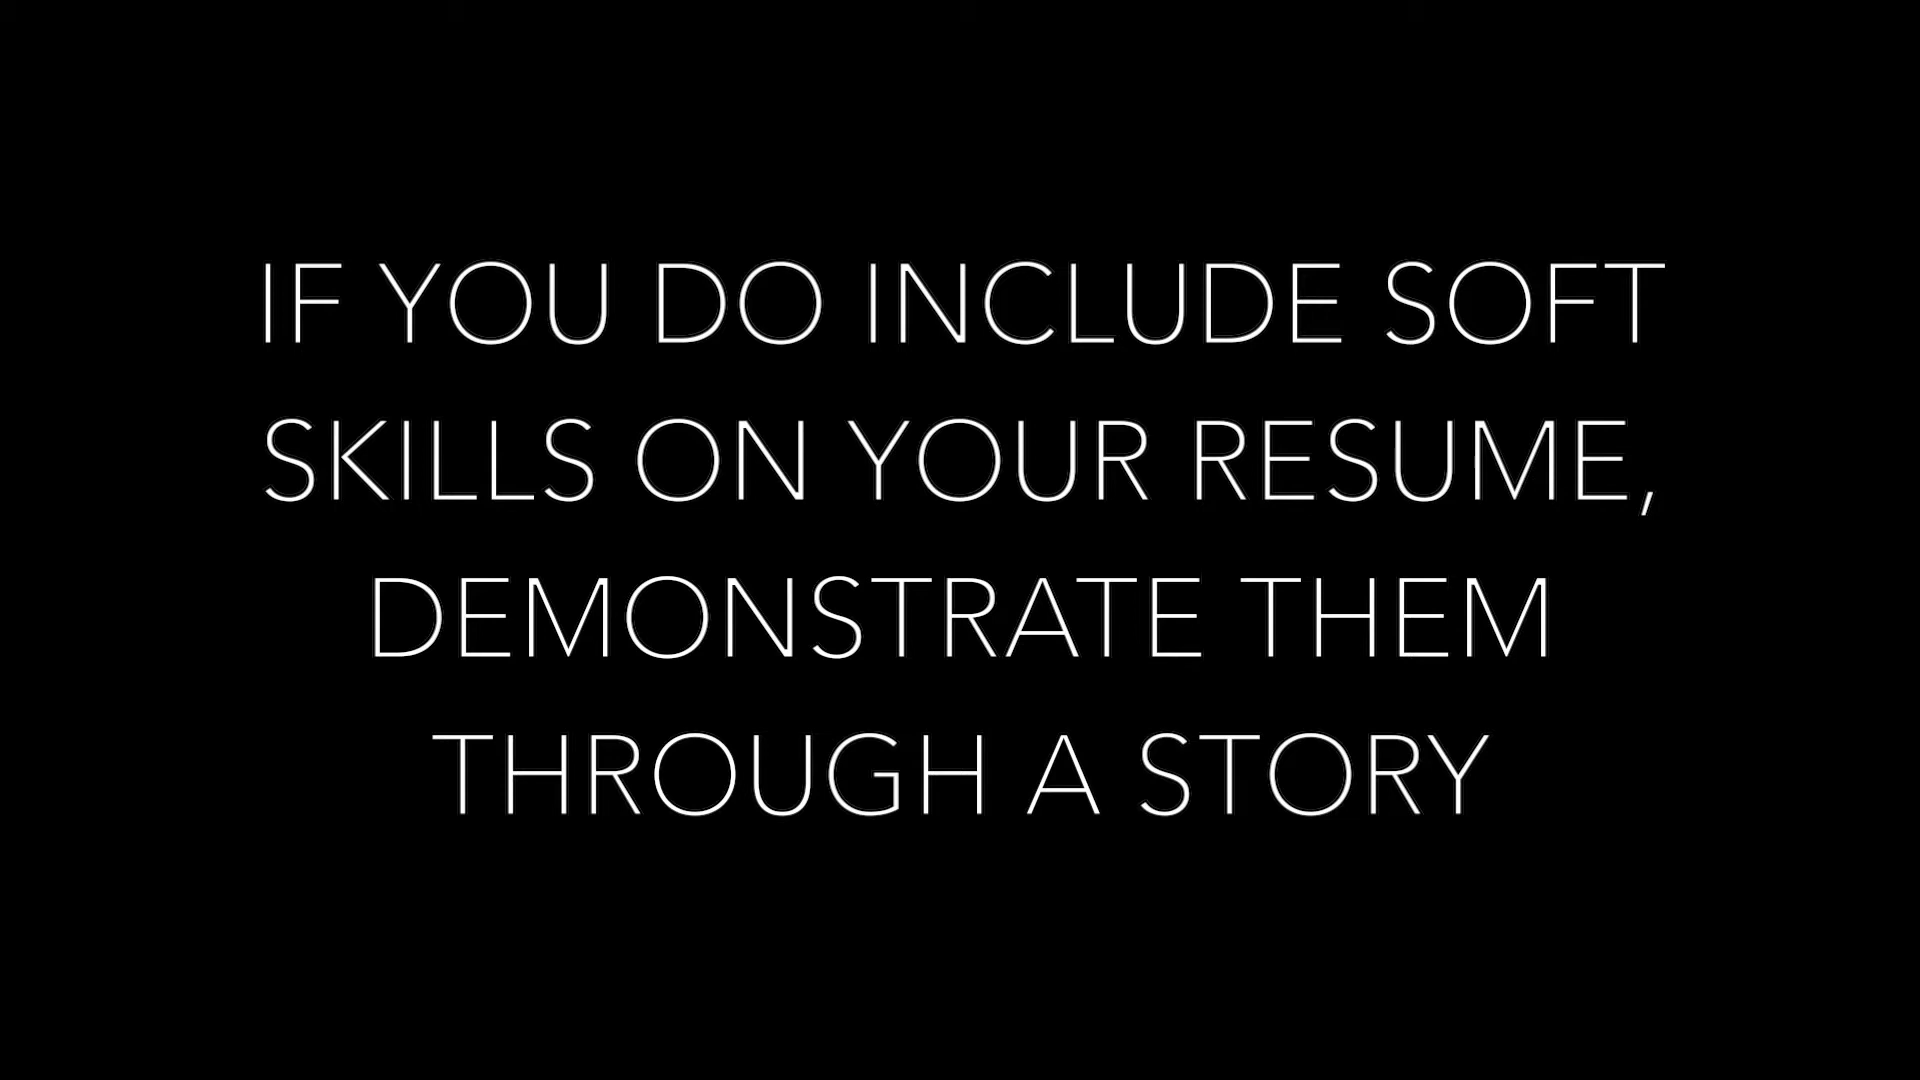 IF YOU DO INCLUDE SOFT
SKILLS ON YOUR RESUME,
DEMONSTRATE THEM
THROUGH A STORY